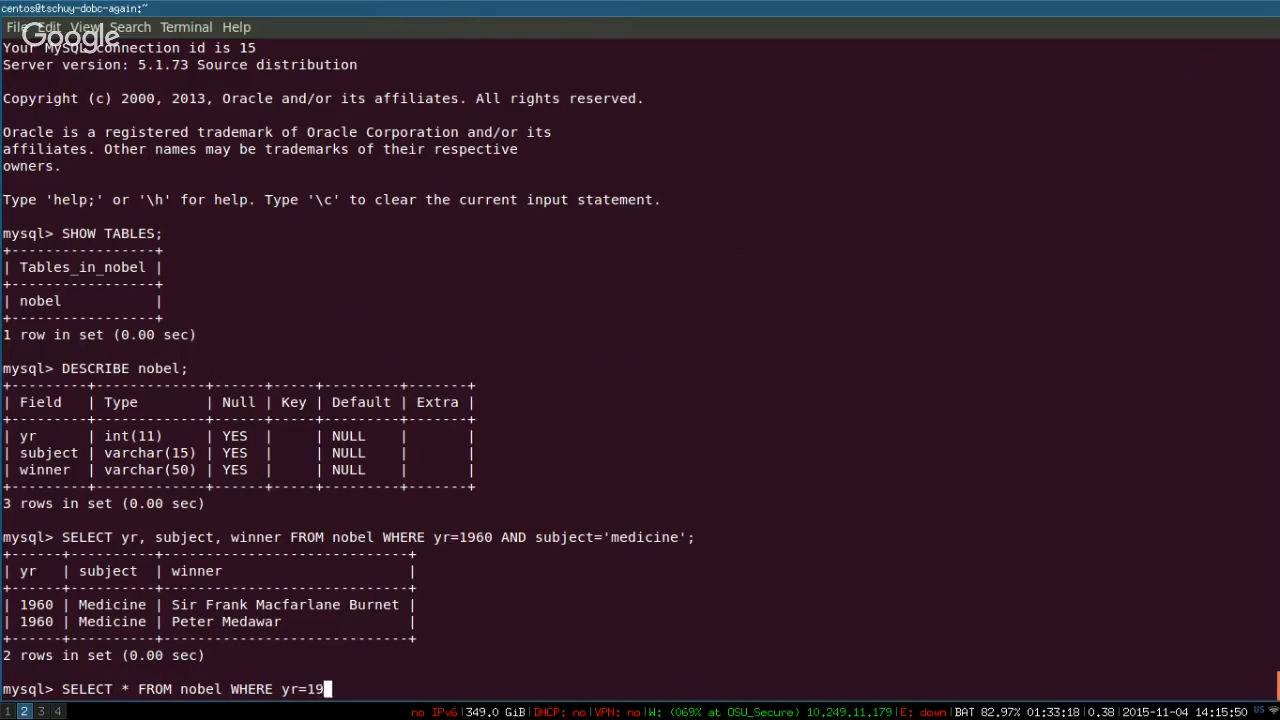 centos@tschuy-dobc-again:~
File Edit View Search Terminal Help
Google
Your MySQL connection id is 15
Server version: 5.1.73 Source distribution
Copyright (c) 2000, 2013, Oracle and/or its affiliates. All rights reserved.
Oracle is a registered trademark of Oracle Corporation and/or its
affiliates. Other names may be trademarks of their respective
owners.
Type 'help;' or '\h' for help. Type '\c' to clear the current input statement.
mysql> SHOW TABLES;
+-----------------+
| Tables_in_nobel |
+-----------------+
| nobel           |
+-----------------+
1 row in set (0.00 sec)
mysql> DESCRIBE nobel;
+---------+-------------+------+-----+---------+-------+
| Field   | Type        | Null | Key | Default | Extra |
+---------+-------------+------+-----+---------+-------+
| yr      | int(11)     | YES  |     | NULL    |       |
| subject | varchar(15) | YES  |     | NULL    |       |
| winner  | varchar(50) | YES  |     | NULL    |       |
+---------+-------------+------+-----+---------+-------+
3 rows in set (0.00 sec)
mysql> SELECT yr, subject, winner FROM nobel WHERE yr=1960 AND subject='medicine';
+------+----------+-----------------------------+
| yr   | subject  | winner                      |
+------+----------+-----------------------------+
| 1960 | Medicine | Sir Frank Macfarlane Burnet |
| 1960 | Medicine | Peter Medawar               |
+------+----------+-----------------------------+
2 rows in set (0.00 sec)
mysql> SELECT * FROM nobel WHERE yr=19
1 2 3 4 no IPv6|349.0 GiB|DHCP: no|VPN: no|W: (069% at OSU_Secure) 10.249.11.179|E: down|BAT 82.97% 01:33:18|0.38|2015-11-04 14:15:50 US